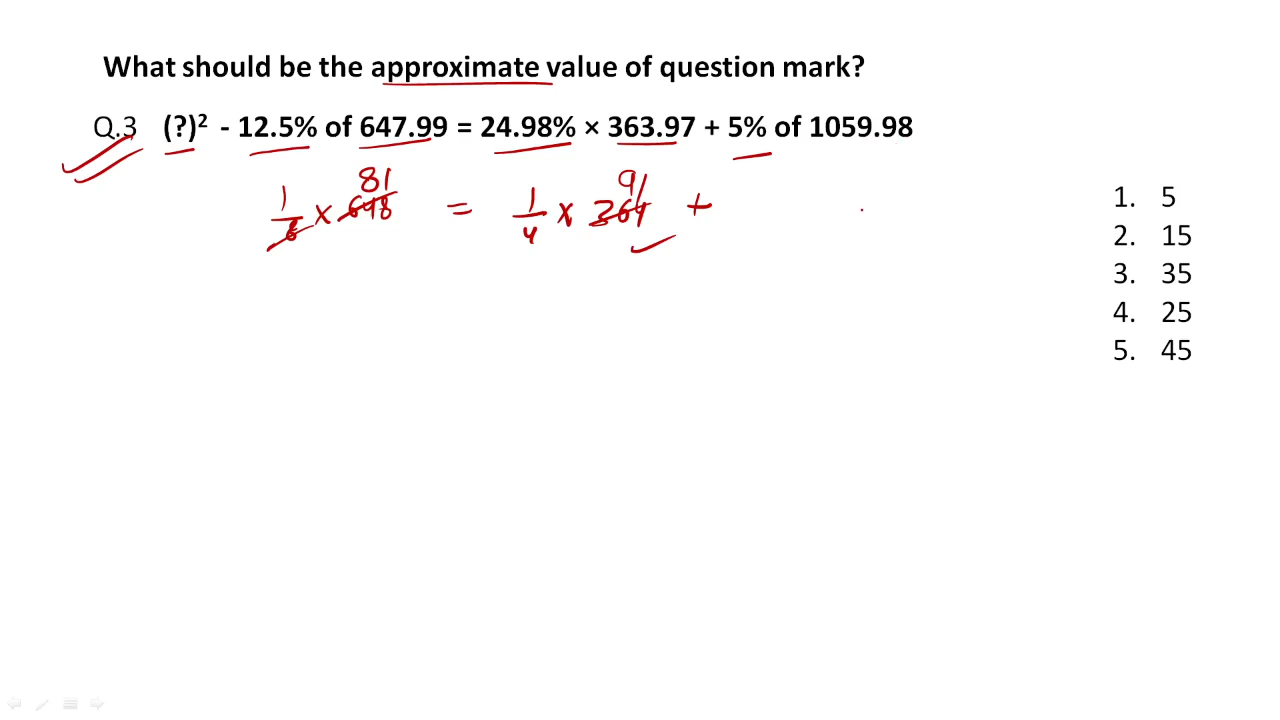 What should be the approximate value of question mark?
Q.3 (?)² - 12.5% of 647.99 = 24.98% × 363.97 + 5% of 1059.98
81 91
1/8 × 648 = 1/4 × 364 +
1. 5
2. 15
3. 35
4. 25
5. 45